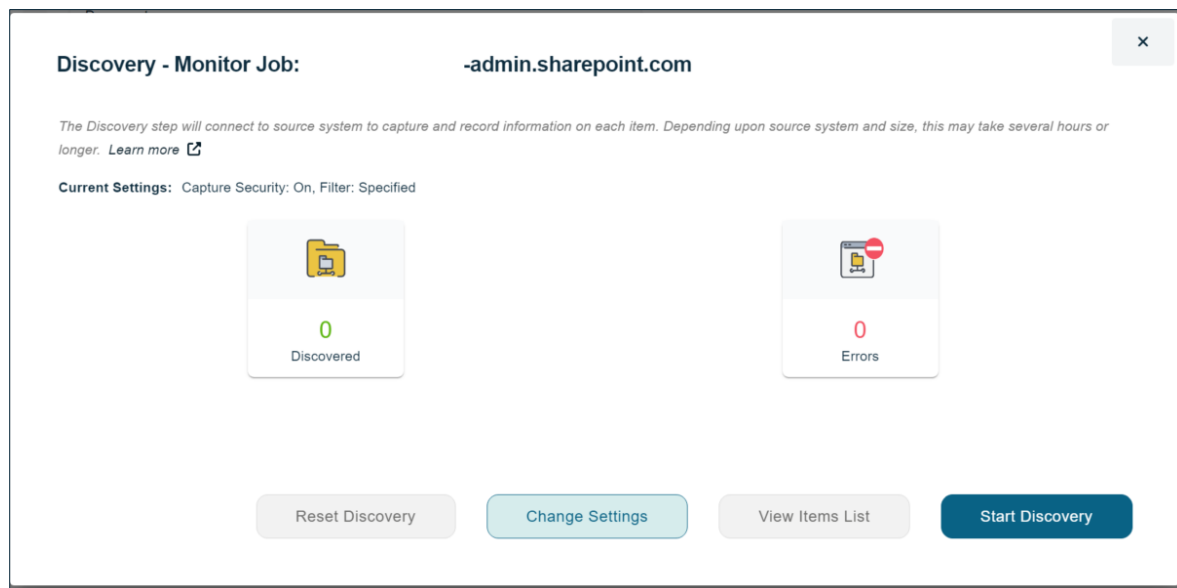 Discovery - Monitor Job: -admin.sharepoint.com
The Discovery step will connect to source system to capture and record information on each item. Depending upon source system and size, this may take several hours or
longer. Learn more
Current Settings: Capture Security: On, Filter: Specified
0
Discovered
0
Errors
Reset Discovery
Change Settings
View Items List
Start Discovery